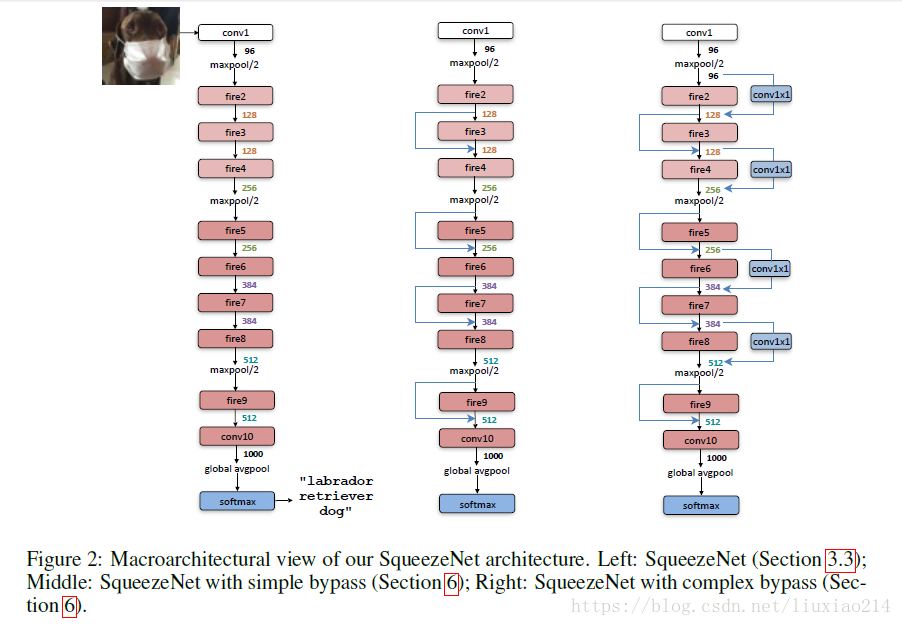 conv1
96
maxpool/2
fire2
128
fire3
128
fire4
256
maxpool/2
fire5
256
fire6
384
fire7
384
fire8
512
maxpool/2
fire9
512
conv10
1000
global avgpool
softmax
"labrador
retriever
dog"
conv1
96
maxpool/2
fire2
128
fire3
128
fire4
256
maxpool/2
fire5
256
fire6
384
fire7
384
fire8
512
maxpool/2
fire9
512
conv10
1000
global avgpool
softmax
conv1
96
maxpool/2
96
fire2
conv1x1
128
fire3
128
fire4
conv1x1
256
maxpool/2
fire5
256
fire6
conv1x1
384
fire7
384
fire8
conv1x1
512
maxpool/2
fire9
512
conv10
1000
global avgpool
softmax
Figure 2: Macroarchitectural view of our SqueezeNet architecture. Left: SqueezeNet (Section 3.3);
Middle: SqueezeNet with simple bypass (Section 6); Right: SqueezeNet with complex bypass (Sec-
tion 6).
https://blog.csdn.net/liuxiao214